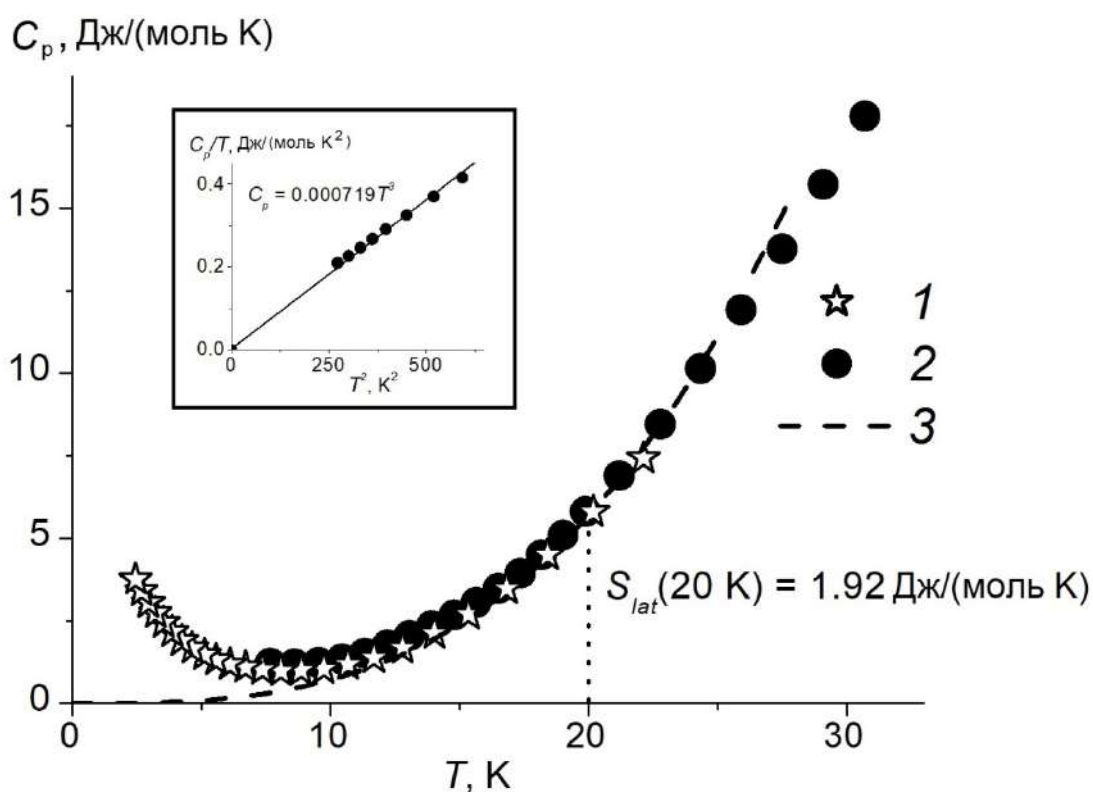 C_p, Дж/(моль K)
C_p/T, Дж/(моль K²)
0.4
C_p = 0.000719T³
0.2
0.0
0
250
500
T², K²
15
10
5
0
1
2
3
S_lat(20 K) = 1.92 Дж/(моль K)
0
10
20
30
T, K